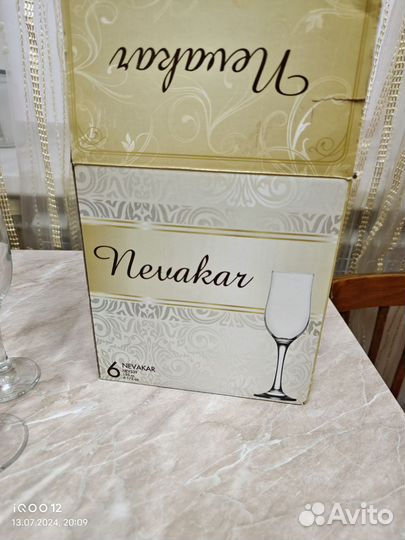 Nevakar
Nevakar
6 NEVAKAR
iQOO 12
13.07.2024, 20:09
Avito